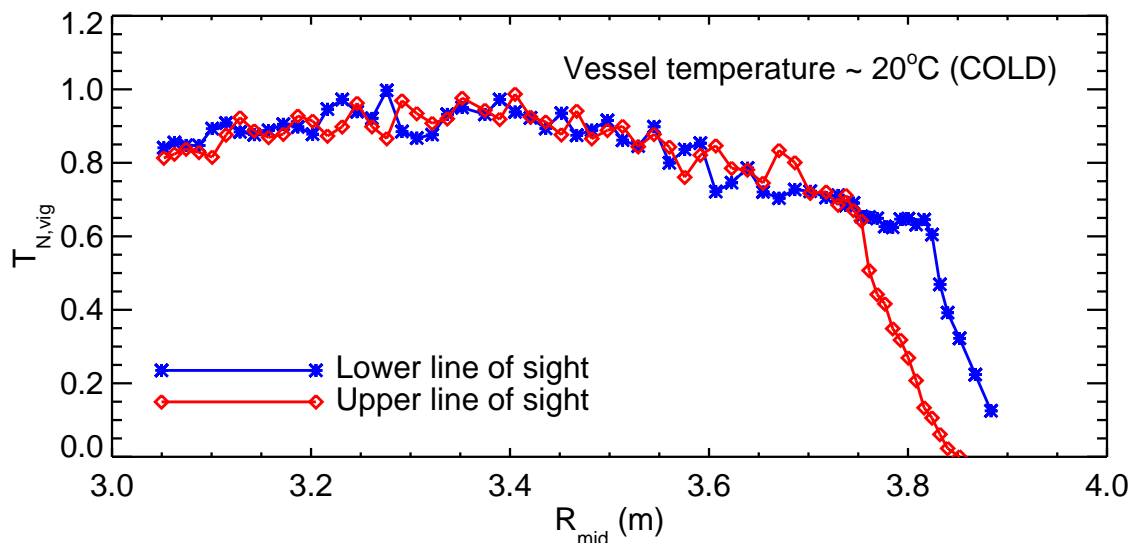 1.2
1.0
0.8
0.6
0.4
0.2
0.0
T_N,vig
Vessel temperature ~ 20°C (COLD)
Lower line of sight
Upper line of sight
3.0 3.2 3.4 3.6 3.8 4.0
R_mid (m)